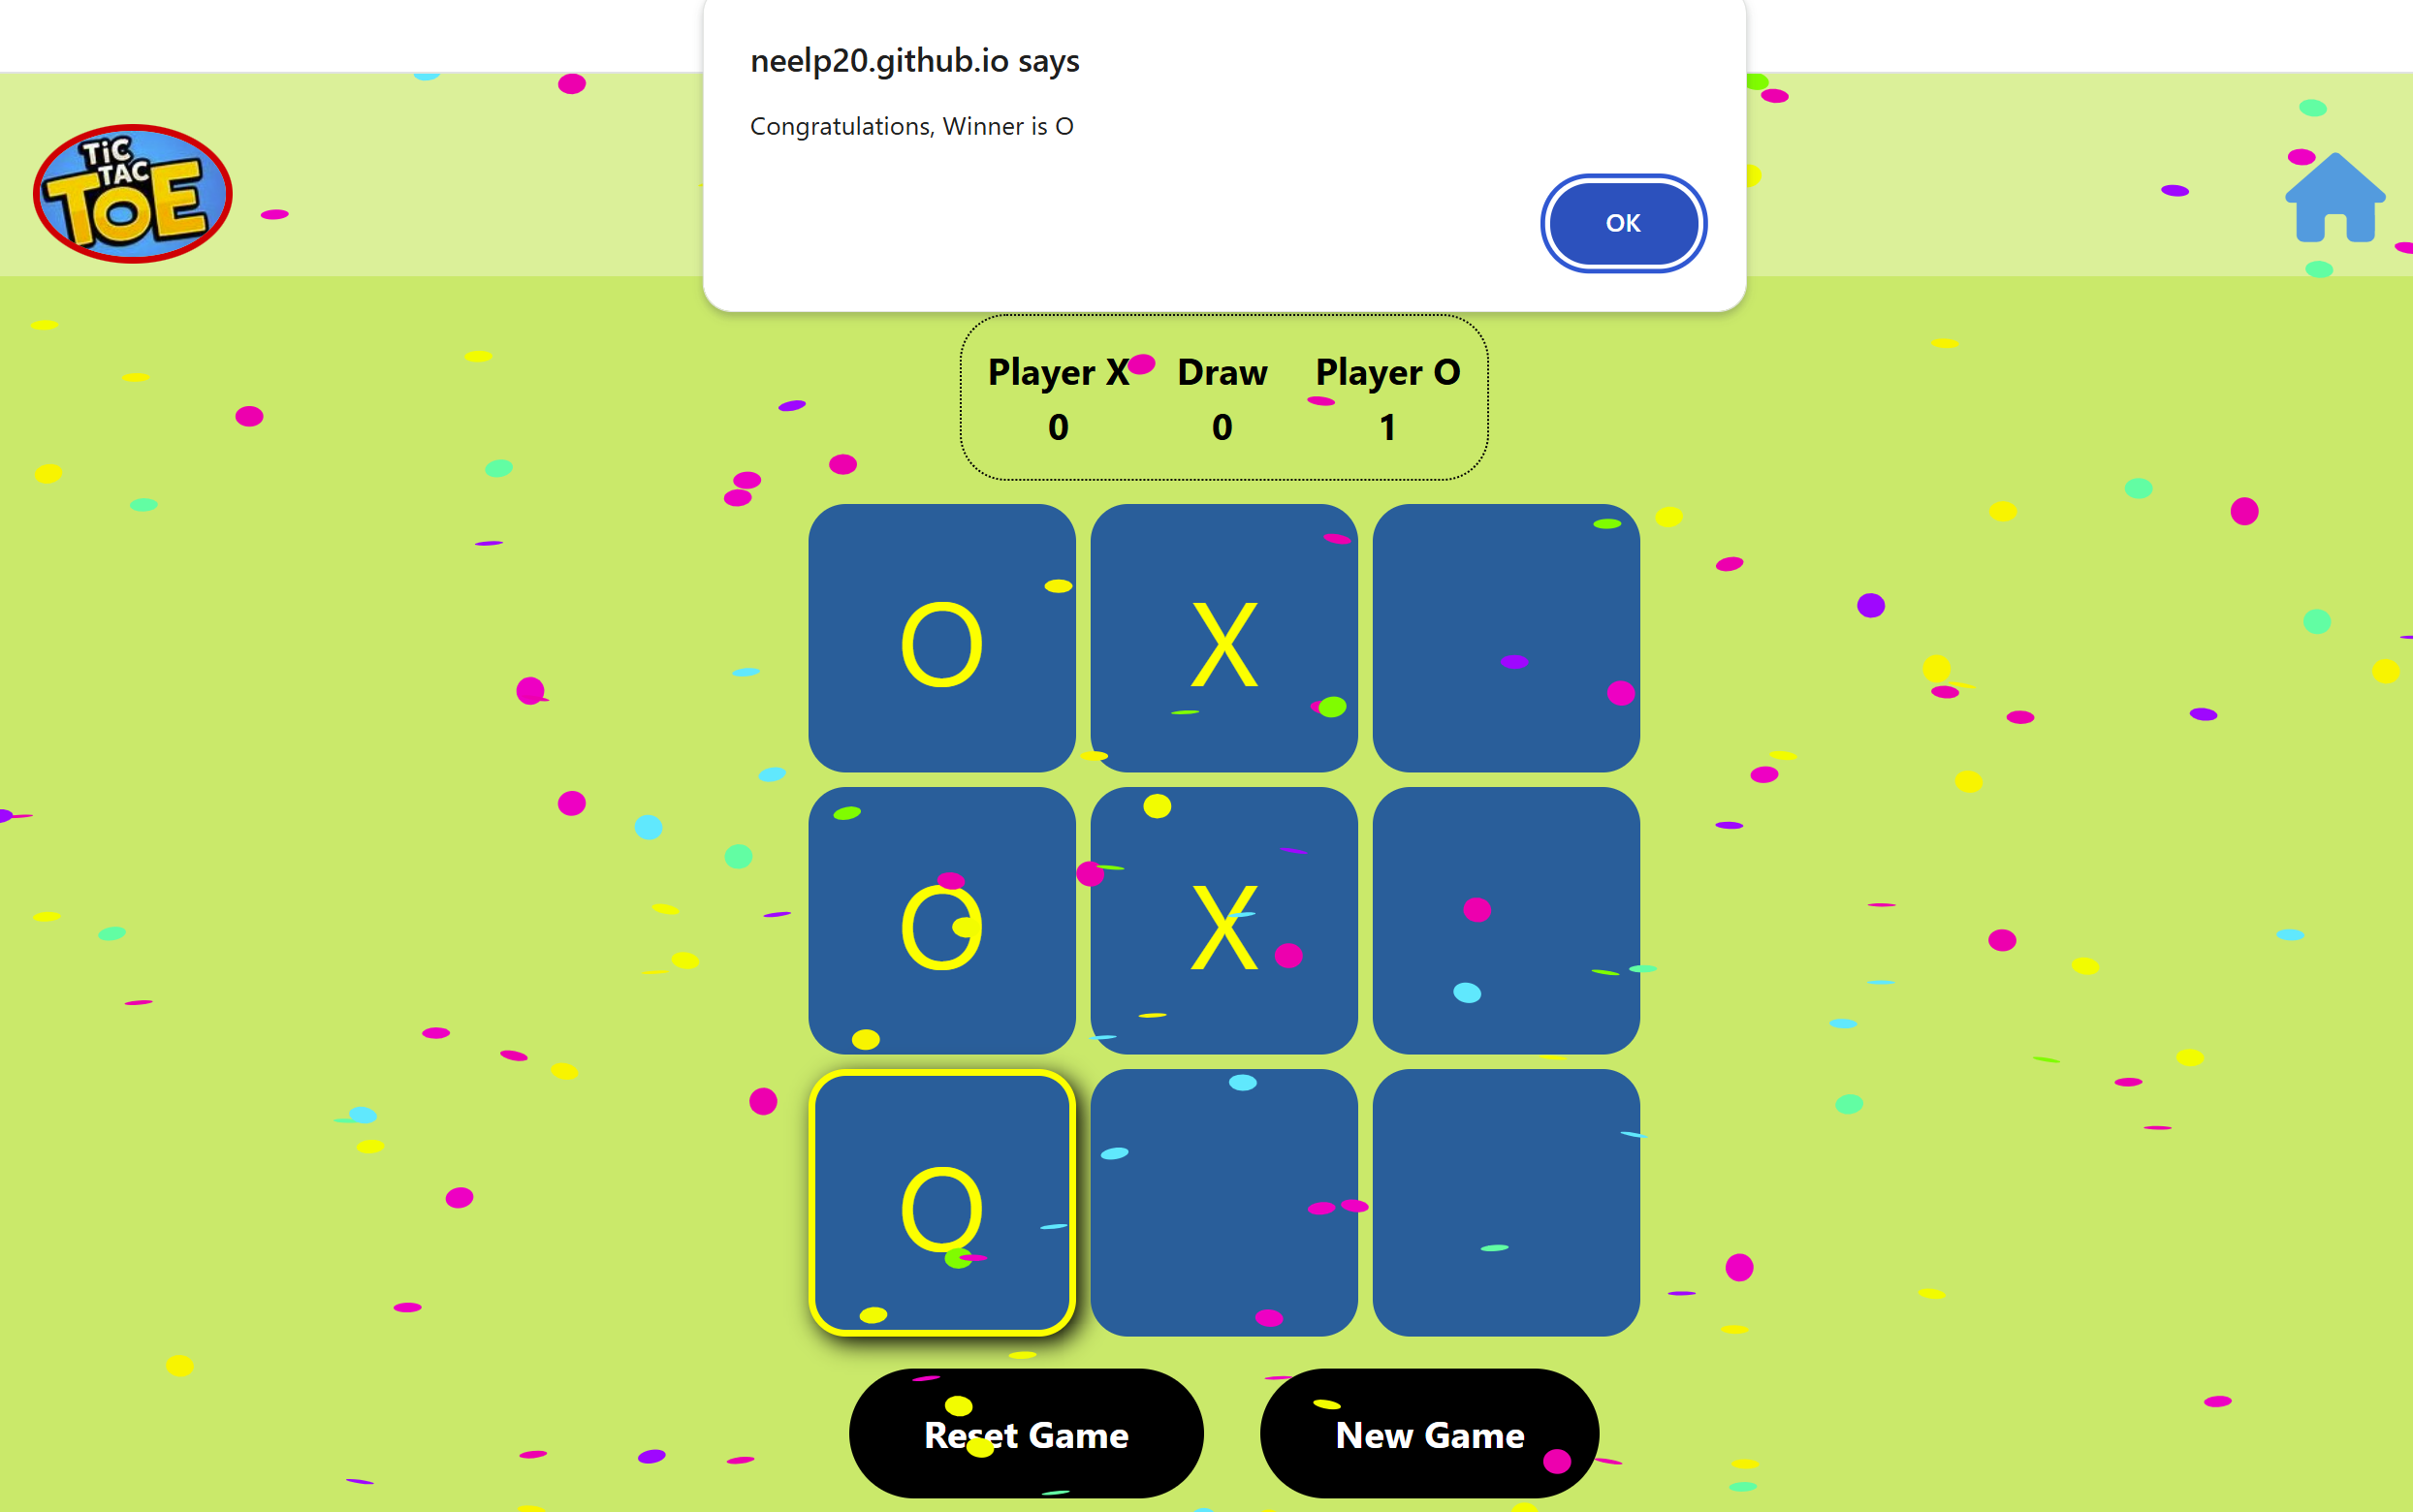 neelp20.github.io says
Congratulations, Winner is O
OK
TiC
TAC
TOE
Player X Draw Player O
0 0 1
O X
O X
O
Reset Game New Game